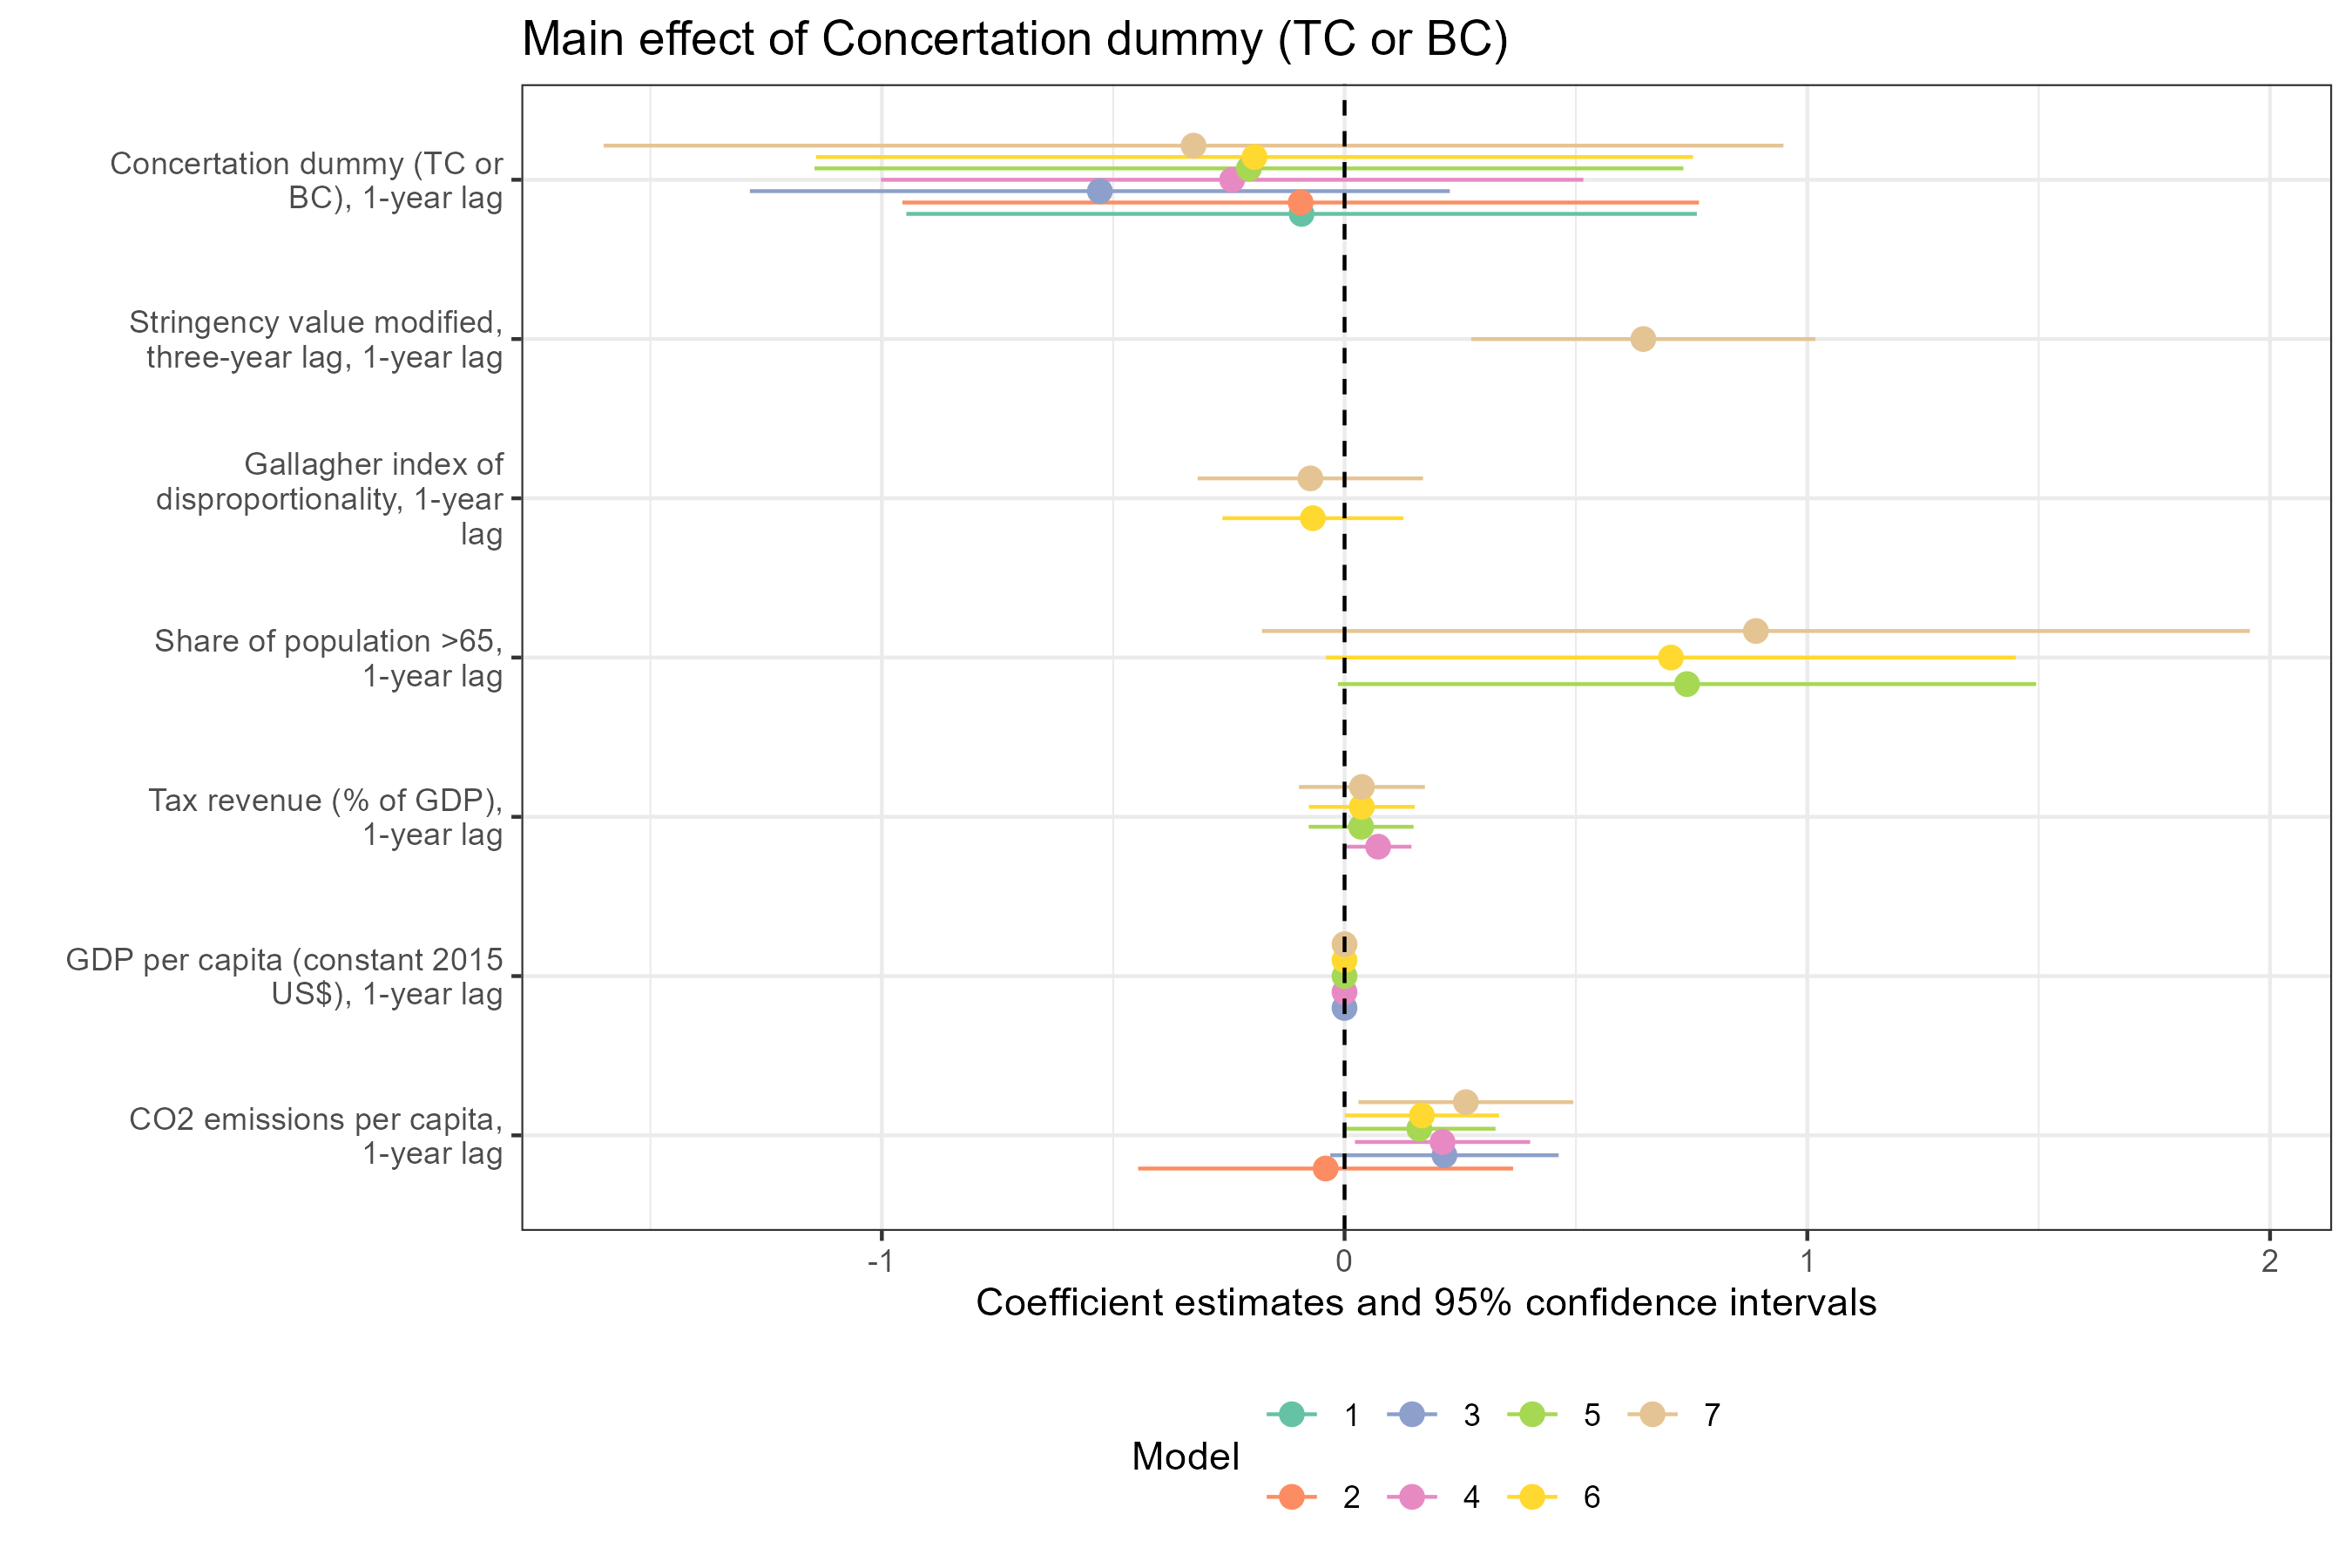 Main effect of Concertation dummy (TC or BC)
Concertation dummy (TC or
BC), 1-year lag
Stringency value modified,
three-year lag, 1-year lag
Gallagher index of
disproportionality, 1-year
lag
Share of population >65,
1-year lag
Tax revenue (% of GDP),
1-year lag
GDP per capita (constant 2015
US$), 1-year lag
CO2 emissions per capita,
1-year lag
-1 0 1 2
Coefficient estimates and 95% confidence intervals
1 3 5 7
Model
2 4 6